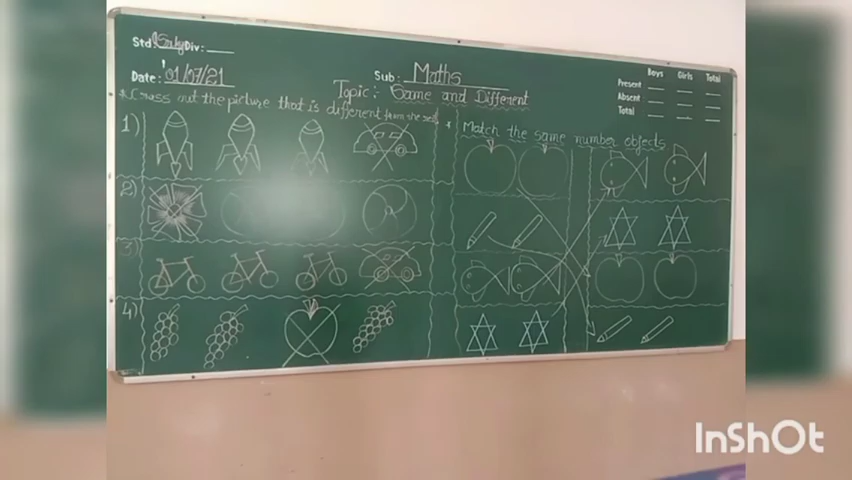 Std: Div:
Date: 01/07/21
Sub: Maths
Topic: Same and Different
Boys Girls Total
Present
Absent
Total
*Cross out the picture that is different from the rest
* Match the same number objects
1)
2)
3)
4)
InShOt